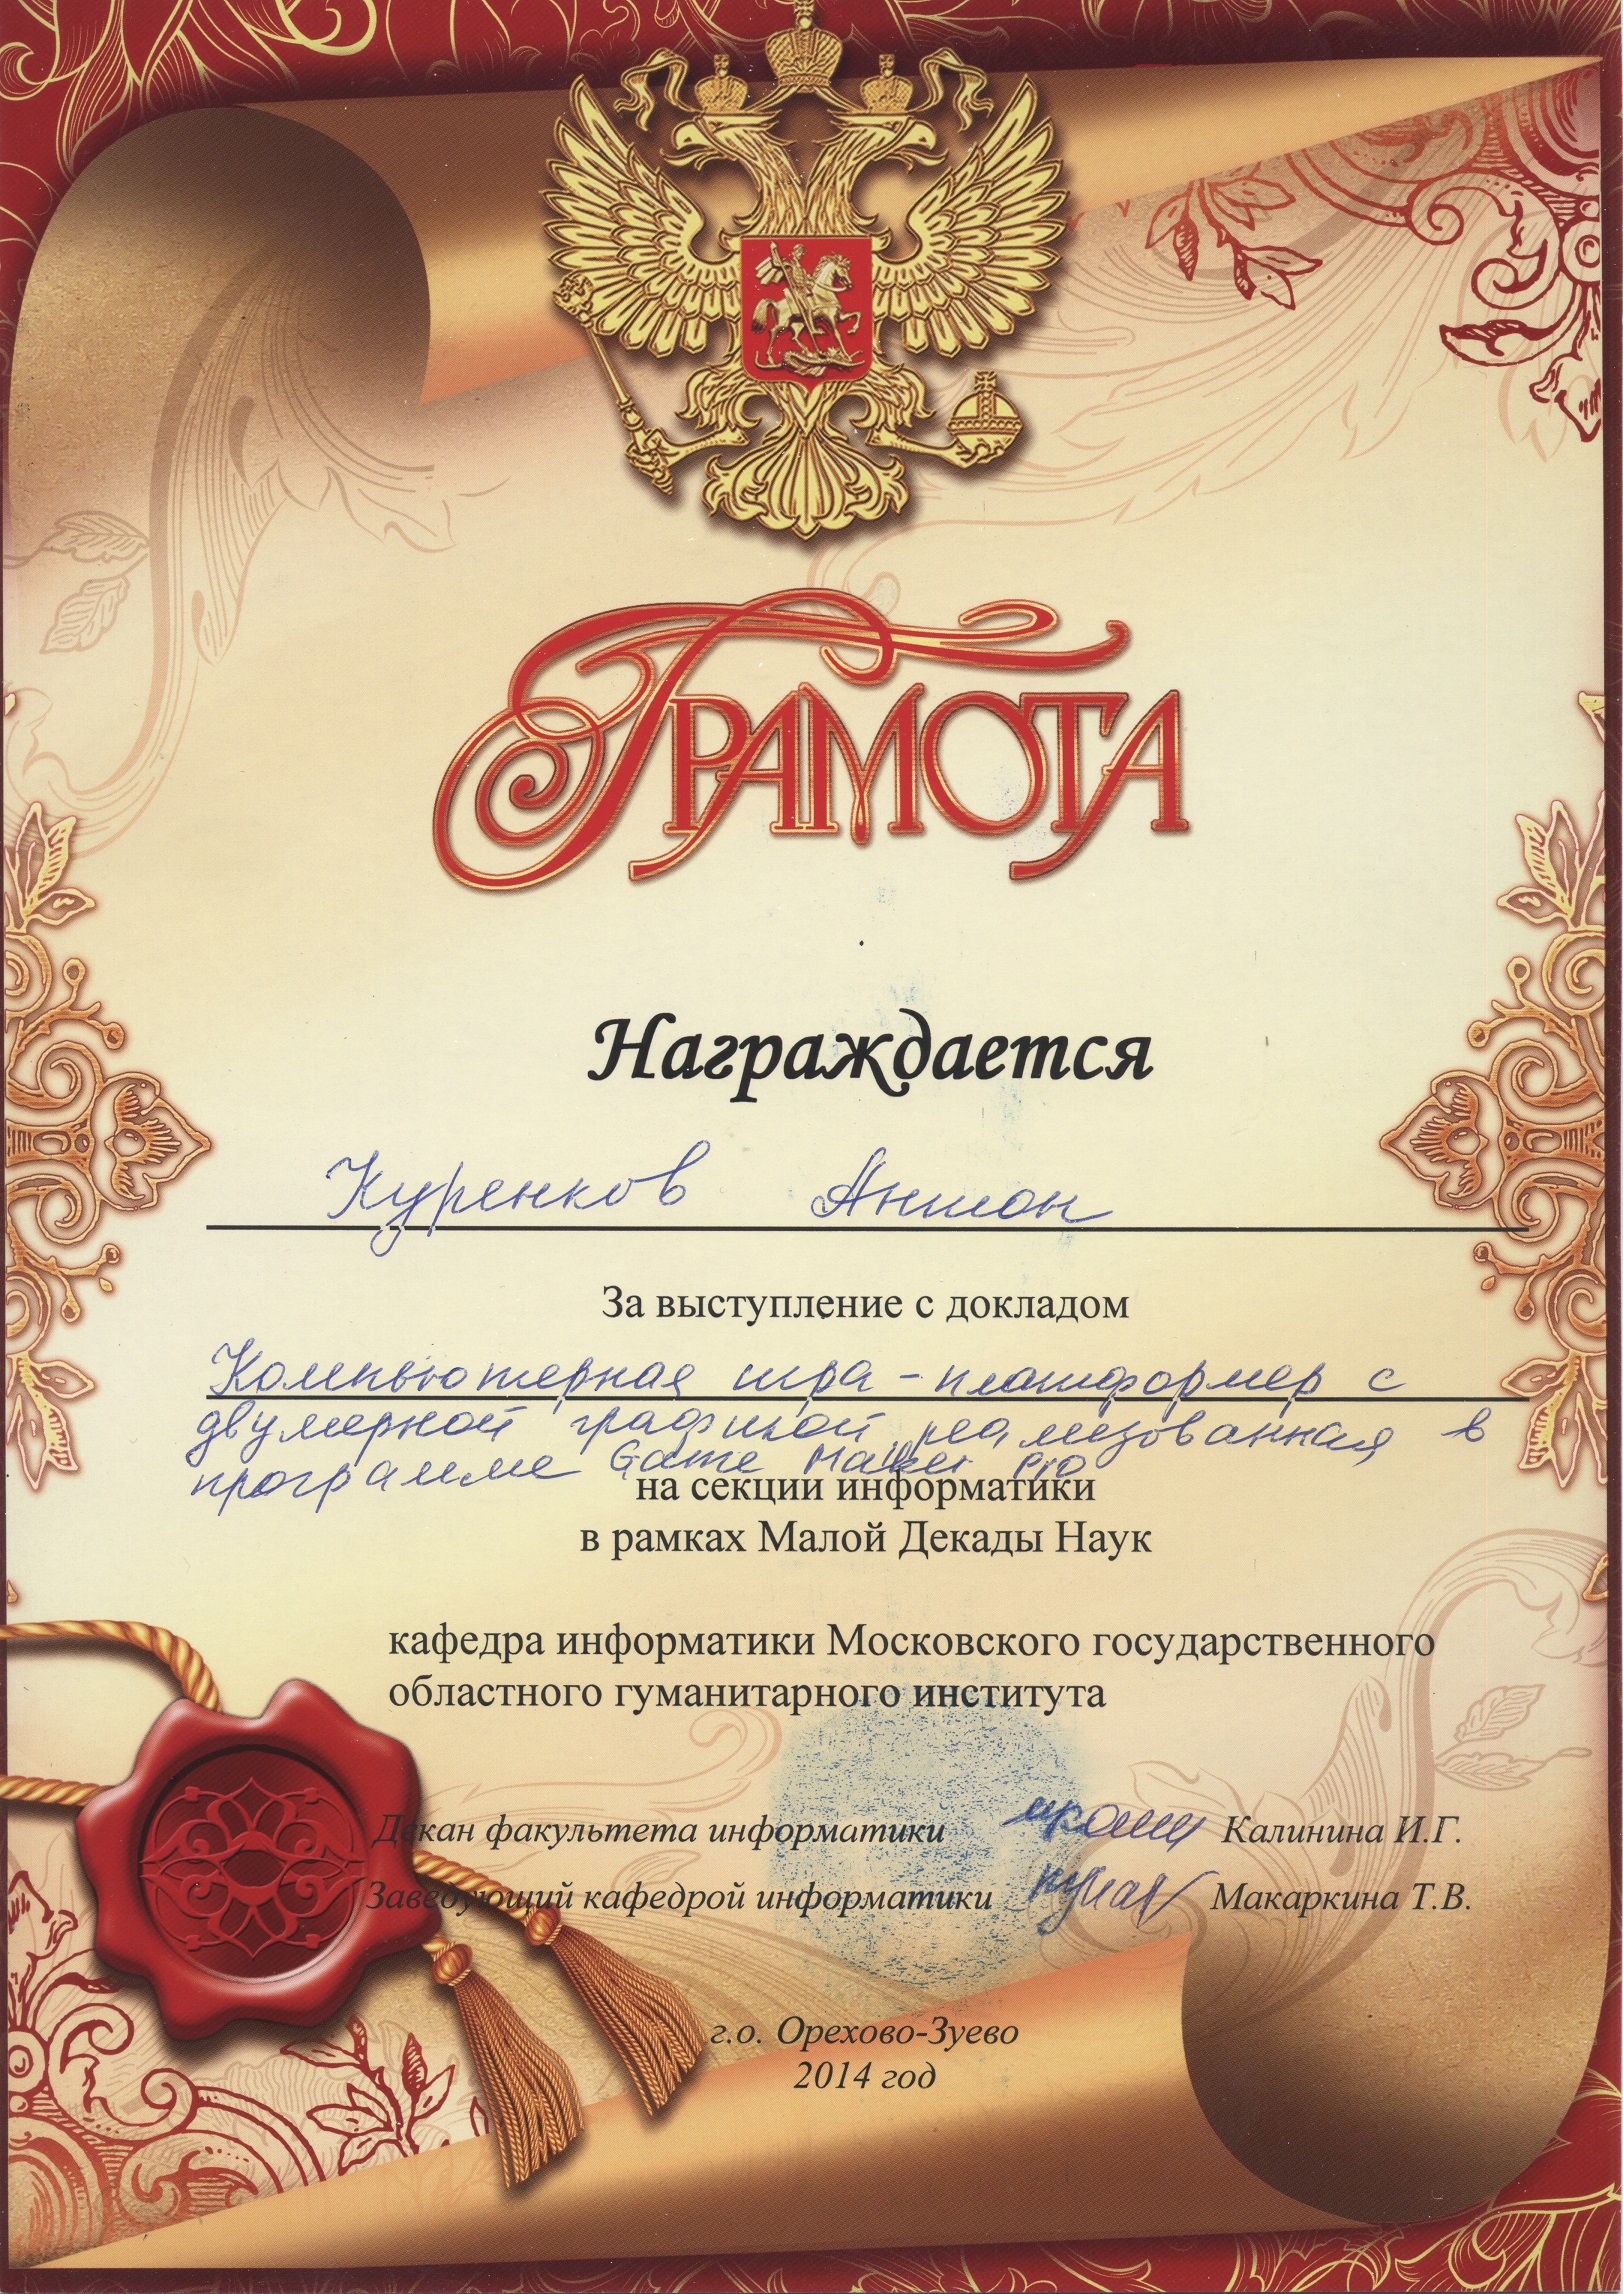 Грамота
Награждается
Куренков Антон
За выступление с докладом
Компьютерная игра-платформер с
двумерной графикой реализованная в
программе Game Maker Pro
на секции информатики
в рамках Малой Декады Наук
кафедра информатики Московского государственного
областного гуманитарного института
Декан факультета информатики Калинина И.Г.
Заведующий кафедрой информатики Макаркина Т.В.
г.о. Орехово-Зуево
2014 год